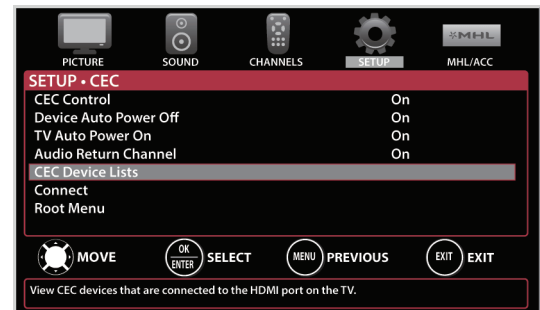 MHL
PICTURE SOUND CHANNELS SETUP MHL/ACC
SETUP • CEC
CEC Control On
Device Auto Power Off On
TV Auto Power On On
Audio Return Channel On
CEC Device Lists
Connect
Root Menu
MOVE OK ENTER SELECT MENU PREVIOUS EXIT EXIT
View CEC devices that are connected to the HDMI port on the TV.